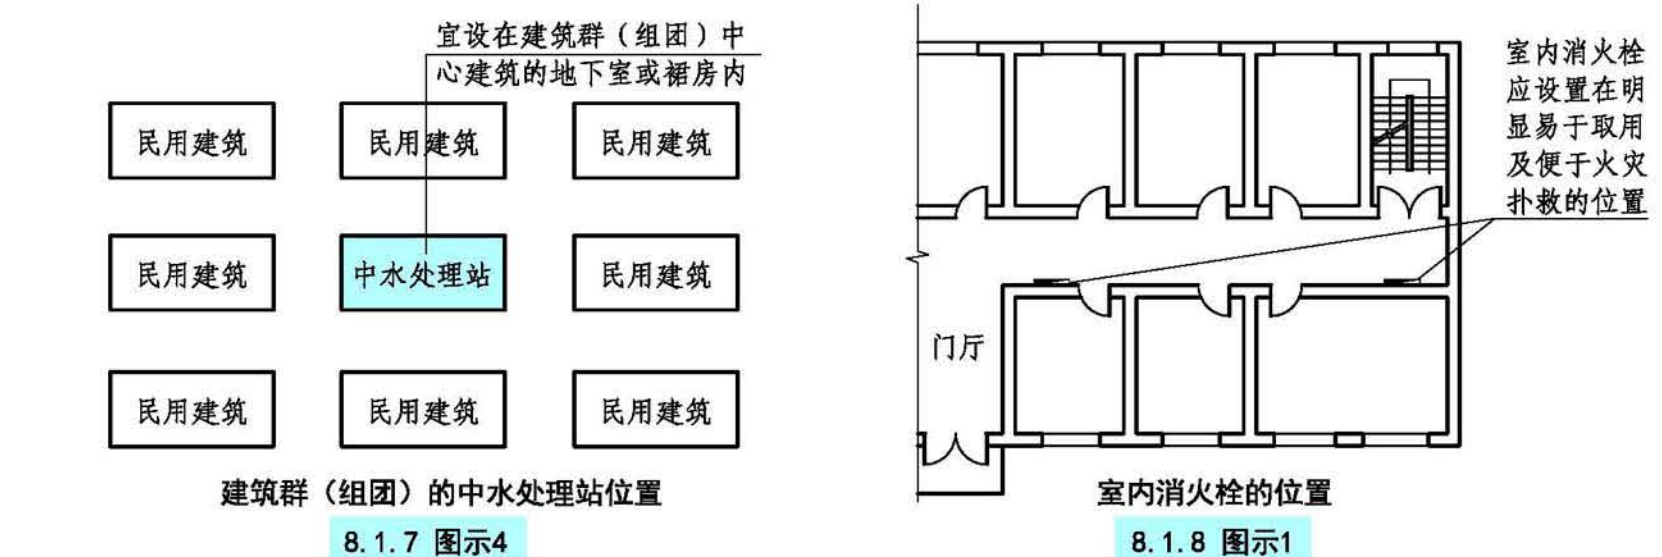 宜设在建筑群（组团）中
心建筑的地下室或裙房内
民用建筑
民用建筑
民用建筑
民用建筑
中水处理站
民用建筑
民用建筑
民用建筑
民用建筑
建筑群（组团）的中水处理站位置
8.1.7 图示4
室内消火栓
应设置在明
显易于取用
及便于火灾
扑救的位置
门厅
室内消火栓的位置
8.1.8 图示1